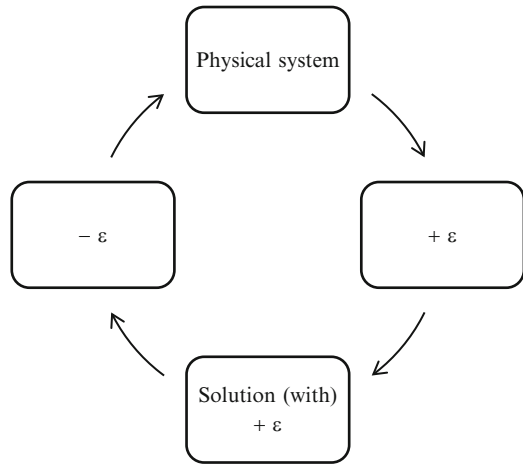 Physical system
+ ε
Solution (with)
+ ε
− ε